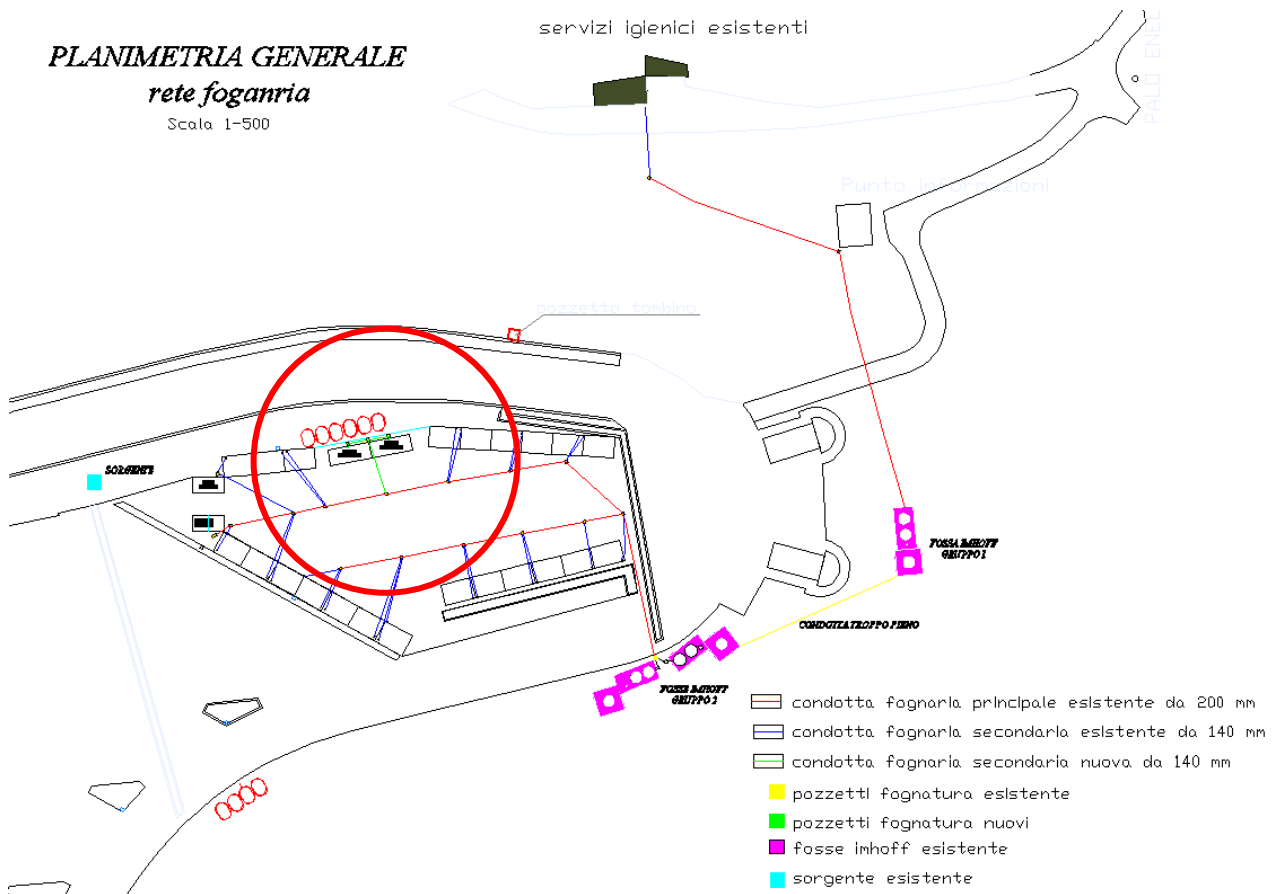 servizi igienici esistenti
PLANIMETRIA GENERALE
rete foganria
Scala 1-500
PALO ENEL
Punto informazioni
pozzetto tombino
SORGENTE
FOSSA IMHOFF
GRUPPO 1
CONDOTTA TROPPO PIENO
FOSSE IMHOFF
GRUPPO 2
condotta fognaria principale esistente da 200 mm
condotta fognaria secondaria esistente da 140 mm
condotta fognaria secondaria nuova da 140 mm
pozzetti fognatura esistente
pozzetti fognatura nuovi
fosse imhoff esistente
sorgente esistente